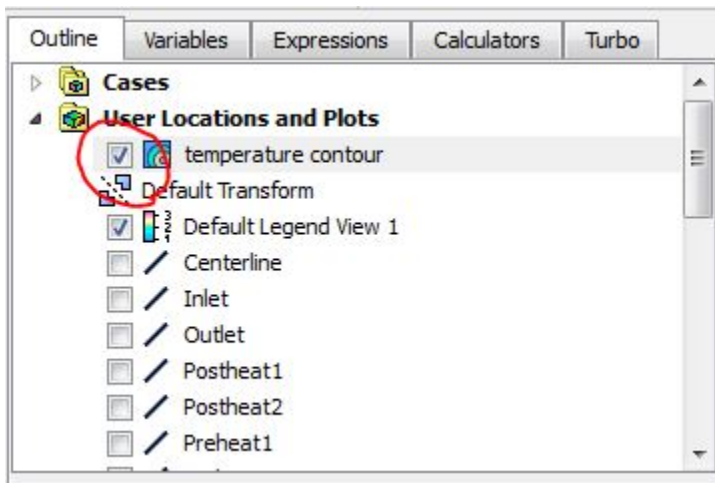 Outline Variables Expressions Calculators Turbo
Cases
User Locations and Plots
temperature contour
Default Transform
Default Legend View 1
Centerline
Inlet
Outlet
Postheat1
Postheat2
Preheat1